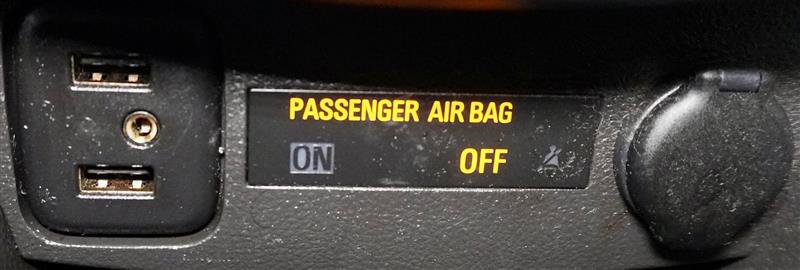 PASSENGER AIR BAG
ON OFF